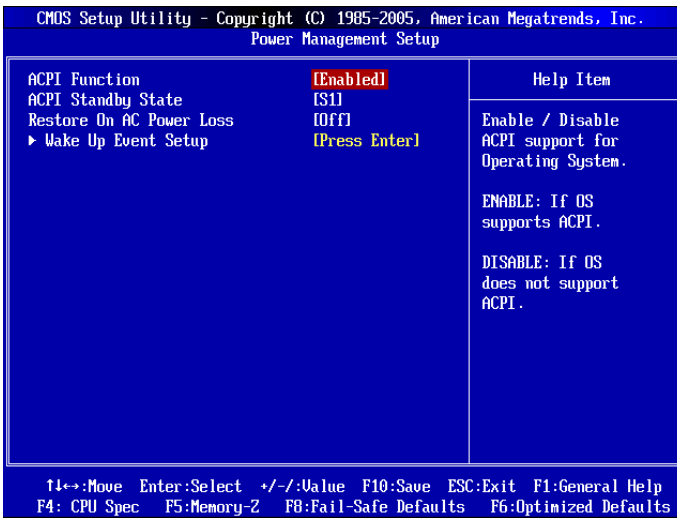 CMOS Setup Utility - Copyright (C) 1985-2005, American Megatrends, Inc.
Power Management Setup
ACPI Function [Enabled]
ACPI Standby State [S1]
Restore On AC Power Loss [Off]
▶ Wake Up Event Setup [Press Enter]
Help Item
Enable / Disable
ACPI support for
Operating System.
ENABLE: If OS
supports ACPI.
DISABLE: If OS
does not support
ACPI.
↑↓↔:Move Enter:Select +/-/:Value F10:Save ESC:Exit F1:General Help
F4: CPU Spec F5:Memory-Z F8:Fail-Safe Defaults F6:Optimized Defaults